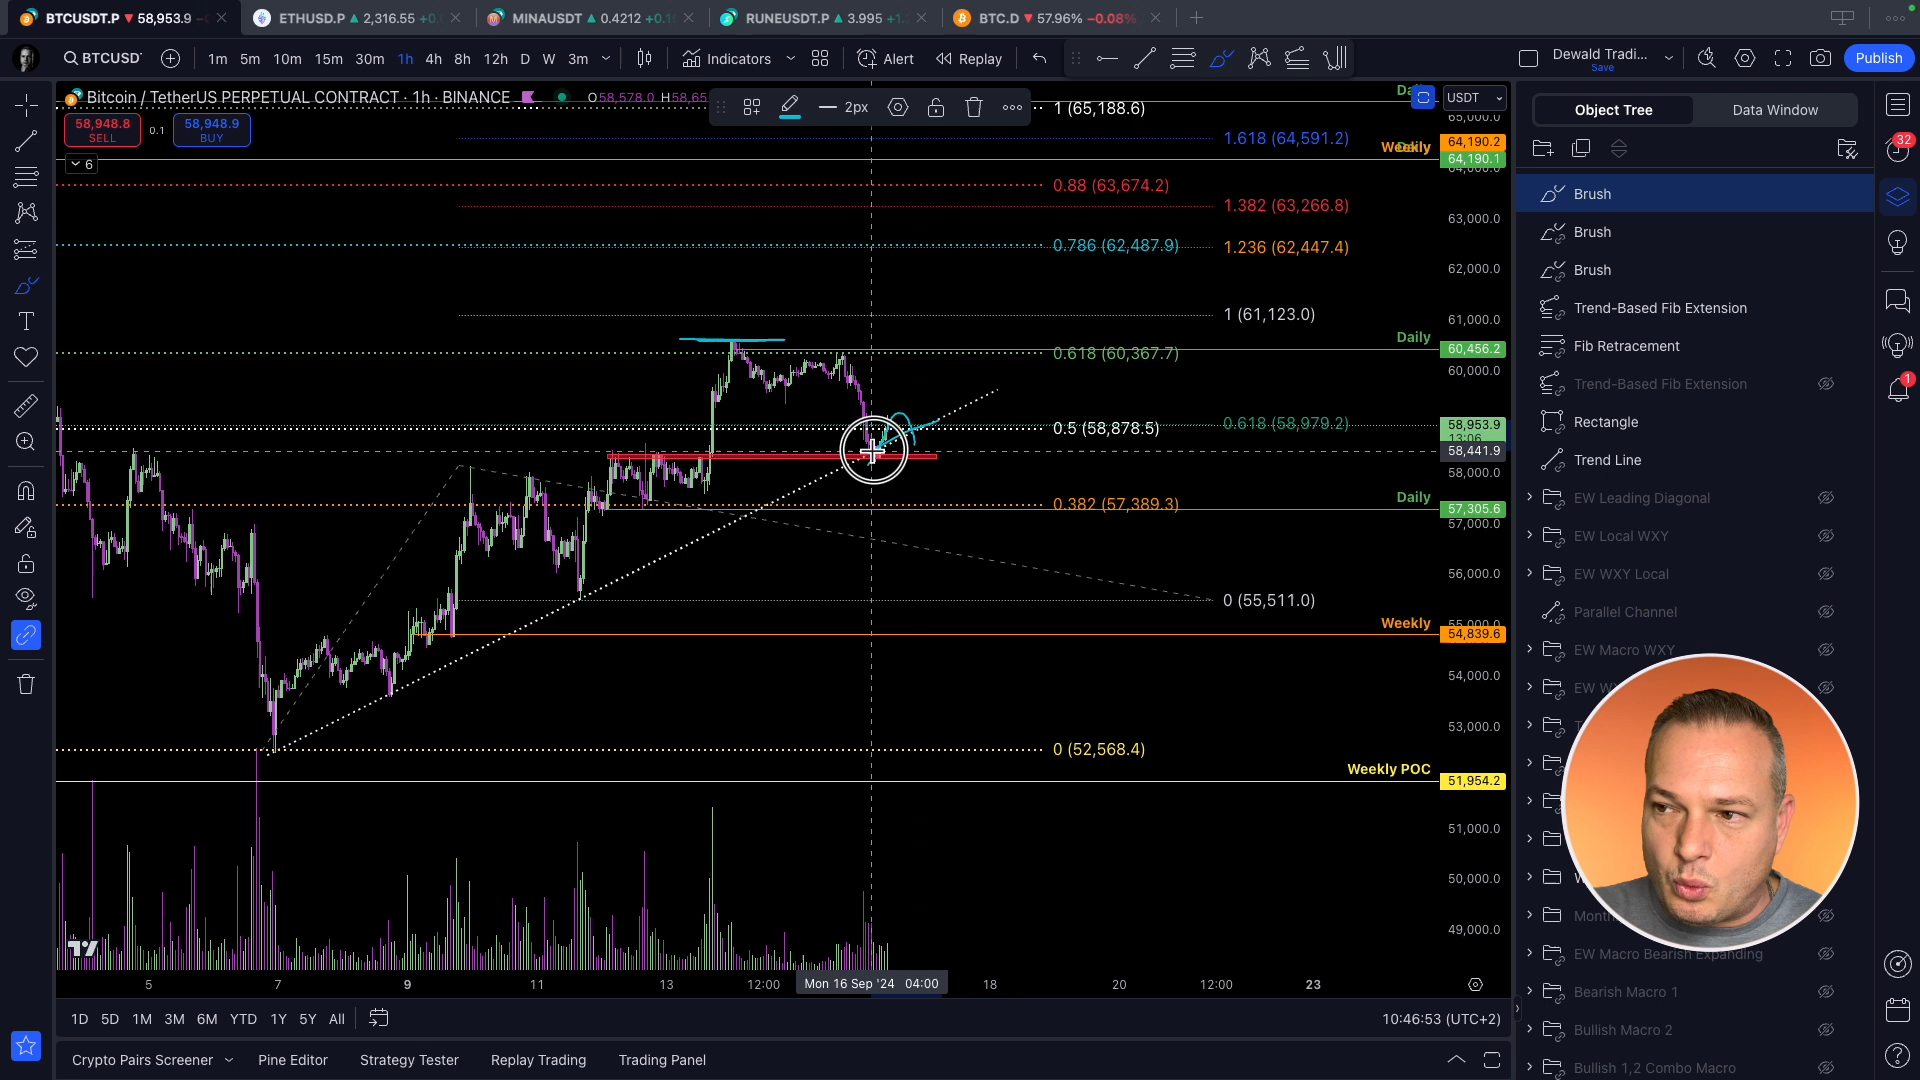 BTCUSDT.P ▼ 58,953.9
ETHUSD.P ▲ 2,316.55
MINAUSDT ▲ 0.4212
RUNEUSDT.P ▲ 3.995
BTC.D ▼ 57.96% −0.08%
BTCUSD
1m 5m 10m 15m 30m 1h 4h 8h 12h D W 3m
Indicators
Alert
Replay
Dewald Tradi...
Save
Publish
Bitcoin / TetherUS PERPETUAL CONTRACT · 1h · BINANCE
O58,578.0 H58,65
2px
USDT
58,948.8
SELL
0.1
58,948.9
BUY
6
1 (65,188.6)
1.618 (64,591.2)
Weekly
64,190.2
64,190.1
0.88 (63,674.2)
1.382 (63,266.8)
63,000.0
0.786 (62,487.9)
1.236 (62,447.4)
62,000.0
1 (61,123.0)
61,000.0
Daily
60,456.2
0.618 (60,367.7)
60,000.0
0.618 (58,979.2)
58,953.9
13:06
0.5 (58,878.5)
58,441.9
58,000.0
Daily
0.382 (57,389.3)
57,305.6
57,000.0
56,000.0
0 (55,511.0)
Weekly
55,000.0
54,839.6
54,000.0
53,000.0
0 (52,568.4)
Weekly POC
51,954.2
51,000.0
50,000.0
49,000.0
5 7 9 11 13 12:00 Mon 16 Sep '24 04:00 18 20 12:00 23
1D 5D 1M 3M 6M YTD 1Y 5Y All
10:46:53 (UTC+2)
Crypto Pairs Screener
Pine Editor
Strategy Tester
Replay Trading
Trading Panel
Object Tree
Data Window
Brush
Brush
Brush
Trend-Based Fib Extension
Fib Retracement
Trend-Based Fib Extension
Rectangle
Trend Line
EW Leading Diagonal
EW Local WXY
EW WXY Local
Parallel Channel
EW Macro WXY
EW Macro Bearish Expanding
Bearish Macro 1
Bullish Macro 2
Bullish 1,2 Combo Macro
32
1